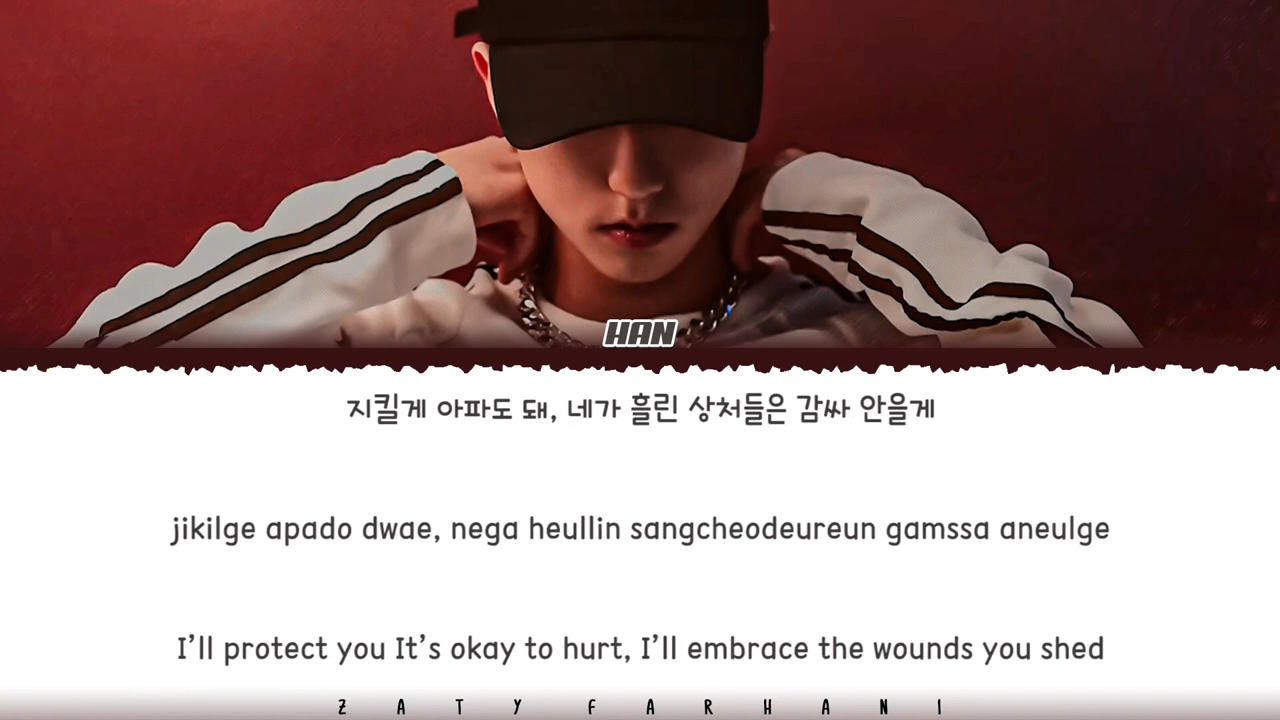 HAN
지킬게 아파도 돼, 네가 흘린 상처들은 감싸 안을게
jikilge apado dwae, nega heullin sangcheodeureun gamssa aneulge
I’ll protect you It’s okay to hurt, I’ll embrace the wounds you shed
ZATY FARHANI